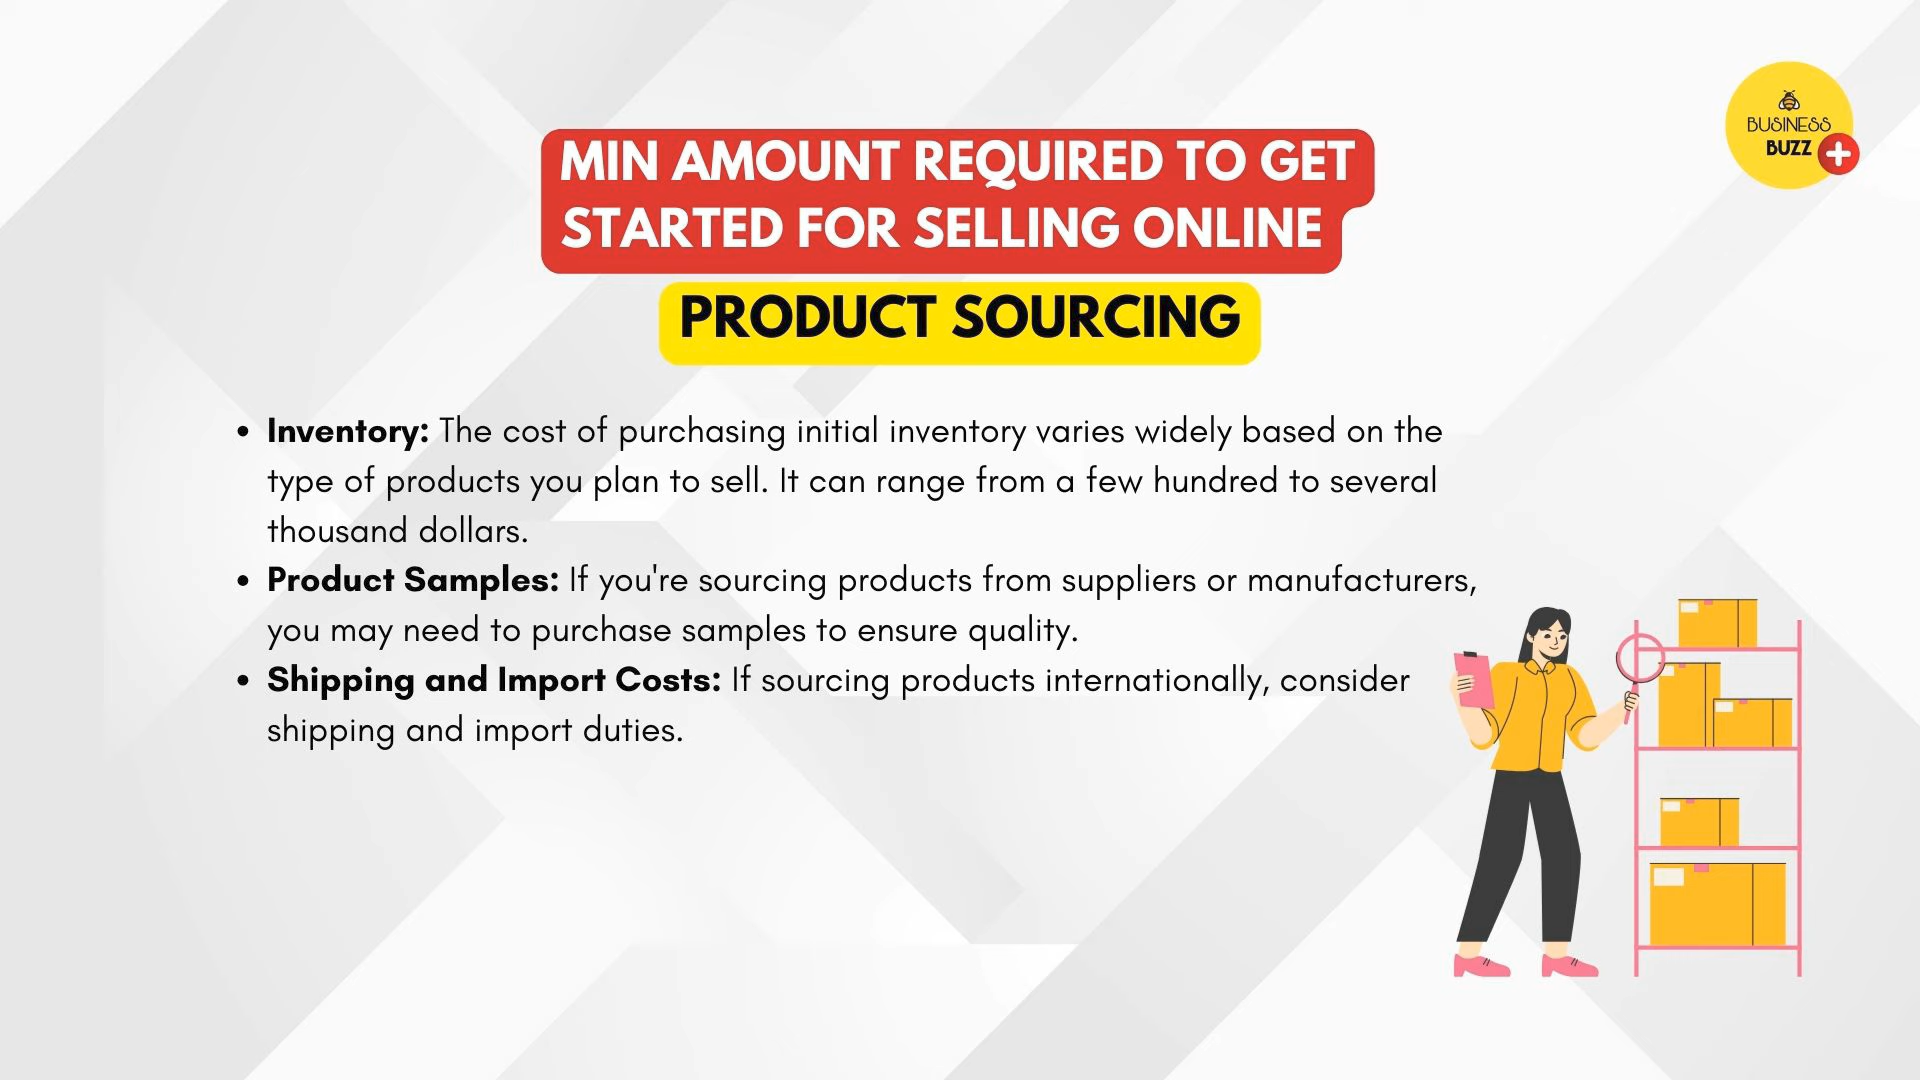 BUSINESS
BUZZ
MIN AMOUNT REQUIRED TO GET
STARTED FOR SELLING ONLINE
PRODUCT SOURCING
• Inventory: The cost of purchasing initial inventory varies widely based on the
type of products you plan to sell. It can range from a few hundred to several
thousand dollars.
• Product Samples: If you're sourcing products from suppliers or manufacturers,
you may need to purchase samples to ensure quality.
• Shipping and Import Costs: If sourcing products internationally, consider
shipping and import duties.